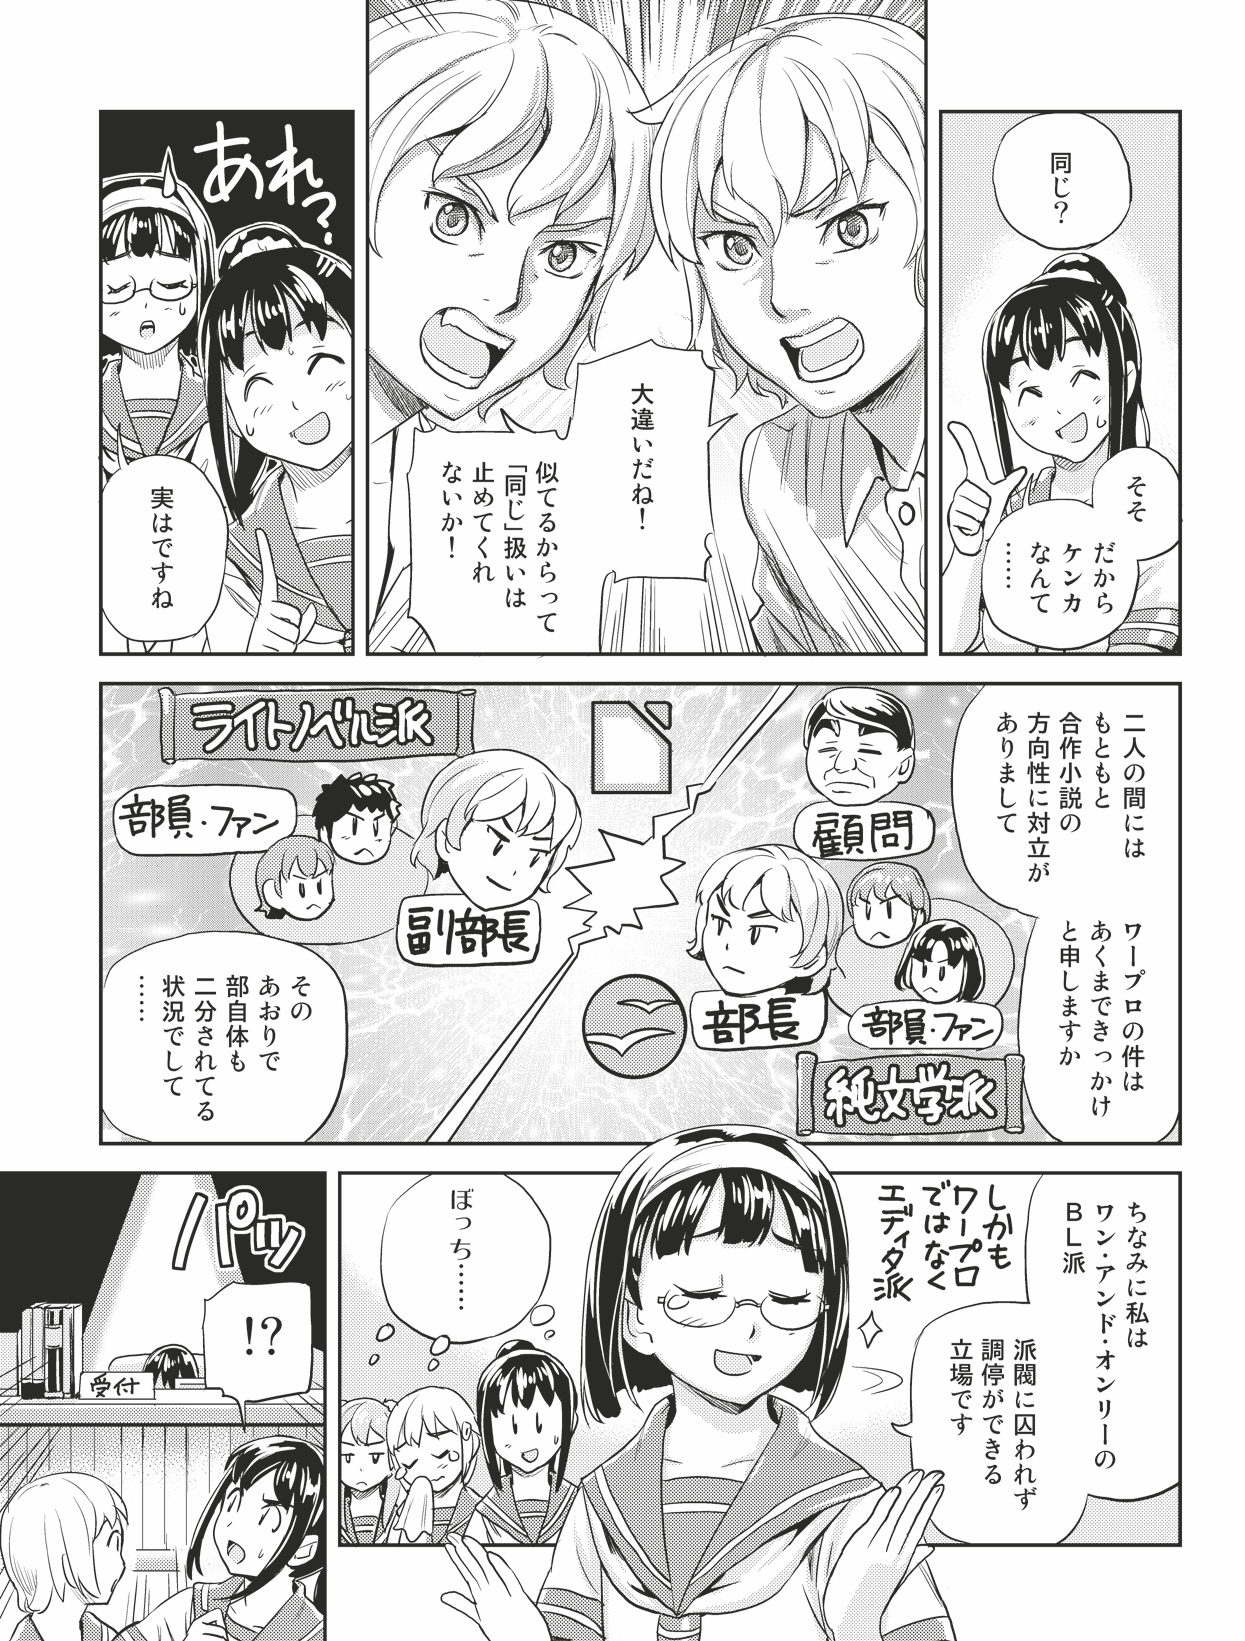 同じ？
そそ
だから
ケンカ
なんて
……
大違いだね！
似てるからって
「同じ」扱いは
止めてくれ
ないか！
あれ？
実はですね
二人の間には
もともと
合作小説の
方向性に対立が
ありまして
ワープロの件は
あくまできっかけ
と申しますか
顧問
部長
部員・ファン
純文学派
ライトノベル派
部員・ファン
副部長
その
あおりで
部自体も
二分されてる
状況でして
……
ちなみに私は
ワン・アンド・オンリーの
ＢＬ派
しかも
ワープロ
ではなく
エディタ派
派閥に囚われず
調停ができる
立場です
ぼっち……
パッ
!?
受付